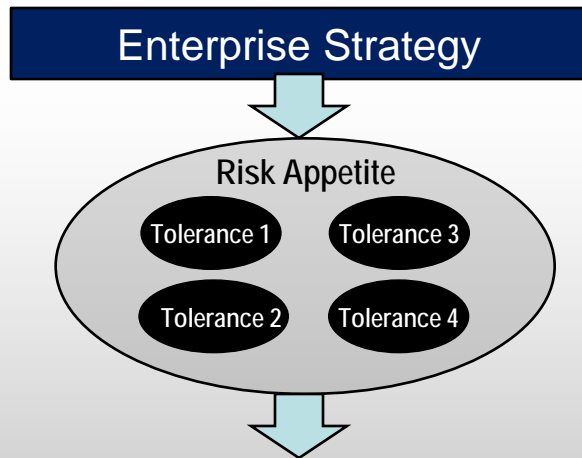 Enterprise Strategy
Risk Appetite
Tolerance 1 Tolerance 3
Tolerance 2 Tolerance 4